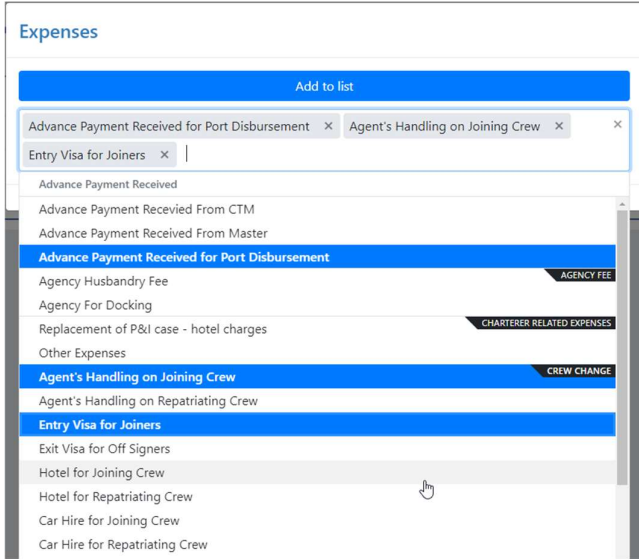 Expenses
Add to list
Advance Payment Received for Port Disbursement × Agent's Handling on Joining Crew × ×
Entry Visa for Joiners ×
Advance Payment Received
Advance Payment Recevied From CTM
Advance Payment Received From Master
Advance Payment Received for Port Disbursement
AGENCY FEE
Agency Husbandry Fee
Agency For Docking
CHARTERER RELATED EXPENSES
Replacement of P&I case - hotel charges
Other Expenses
CREW CHANGE
Agent's Handling on Joining Crew
Agent's Handling on Repatriating Crew
Entry Visa for Joiners
Exit Visa for Off Signers
Hotel for Joining Crew
Hotel for Repatriating Crew
Car Hire for Joining Crew
Car Hire for Repatriating Crew